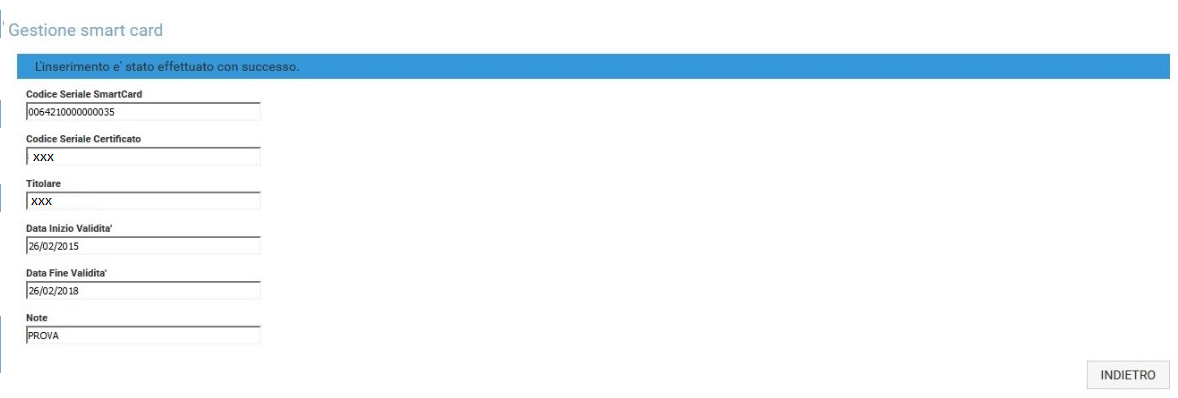 Gestione smart card
L'inserimento e' stato effettuato con successo.
Codice Seriale SmartCard
0064210000000035
Codice Seriale Certificato
XXX
Titolare
XXX
Data Inizio Validita'
26/02/2015
Data Fine Validita'
26/02/2018
Note
PROVA
INDIETRO